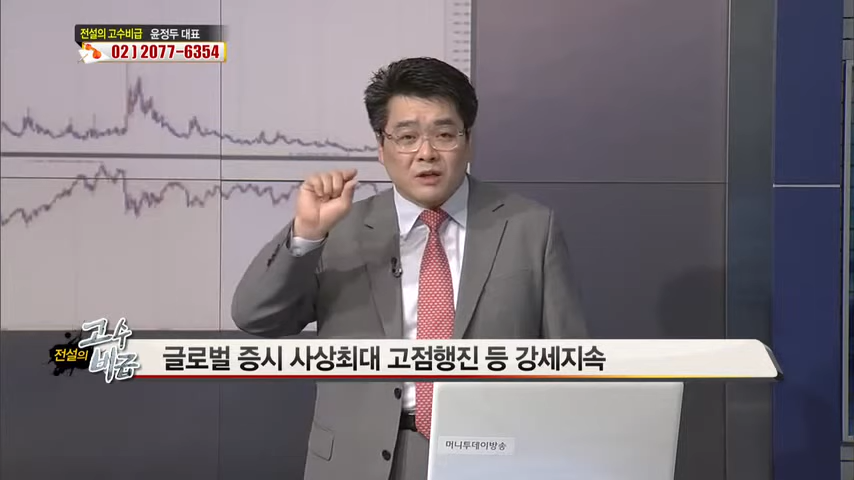 전설의 고수비급 윤정두 대표
02) 2077-6354
전설의 고수비급
글로벌 증시 사상최대 고점행진 등 강세지속
머니투데이방송